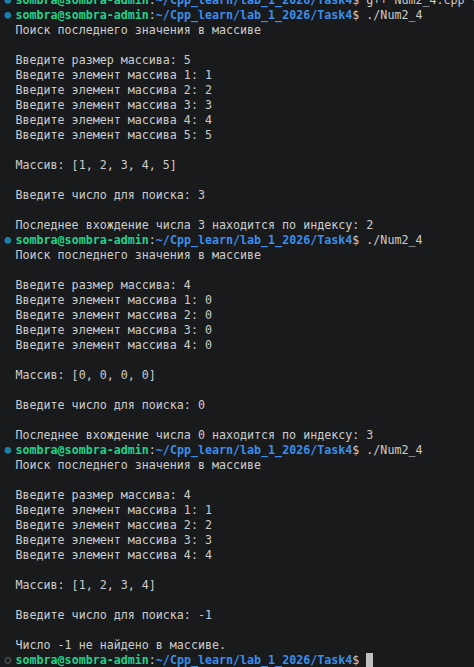 sombra@sombra-admin:~/Cpp_learn/lab_1_2026/Task4$ g++ Num2_4.cpp
sombra@sombra-admin:~/Cpp_learn/lab_1_2026/Task4$ ./Num2_4
Поиск последнего значения в массиве
Введите размер массива: 5
Введите элемент массива 1: 1
Введите элемент массива 2: 2
Введите элемент массива 3: 3
Введите элемент массива 4: 4
Введите элемент массива 5: 5
Массив: [1, 2, 3, 4, 5]
Введите число для поиска: 3
Последнее вхождение числа 3 находится по индексу: 2
sombra@sombra-admin:~/Cpp_learn/lab_1_2026/Task4$ ./Num2_4
Поиск последнего значения в массиве
Введите размер массива: 4
Введите элемент массива 1: 0
Введите элемент массива 2: 0
Введите элемент массива 3: 0
Введите элемент массива 4: 0
Массив: [0, 0, 0, 0]
Введите число для поиска: 0
Последнее вхождение числа 0 находится по индексу: 3
sombra@sombra-admin:~/Cpp_learn/lab_1_2026/Task4$ ./Num2_4
Поиск последнего значения в массиве
Введите размер массива: 4
Введите элемент массива 1: 1
Введите элемент массива 2: 2
Введите элемент массива 3: 3
Введите элемент массива 4: 4
Массив: [1, 2, 3, 4]
Введите число для поиска: -1
Число -1 не найдено в массиве.
sombra@sombra-admin:~/Cpp_learn/lab_1_2026/Task4$